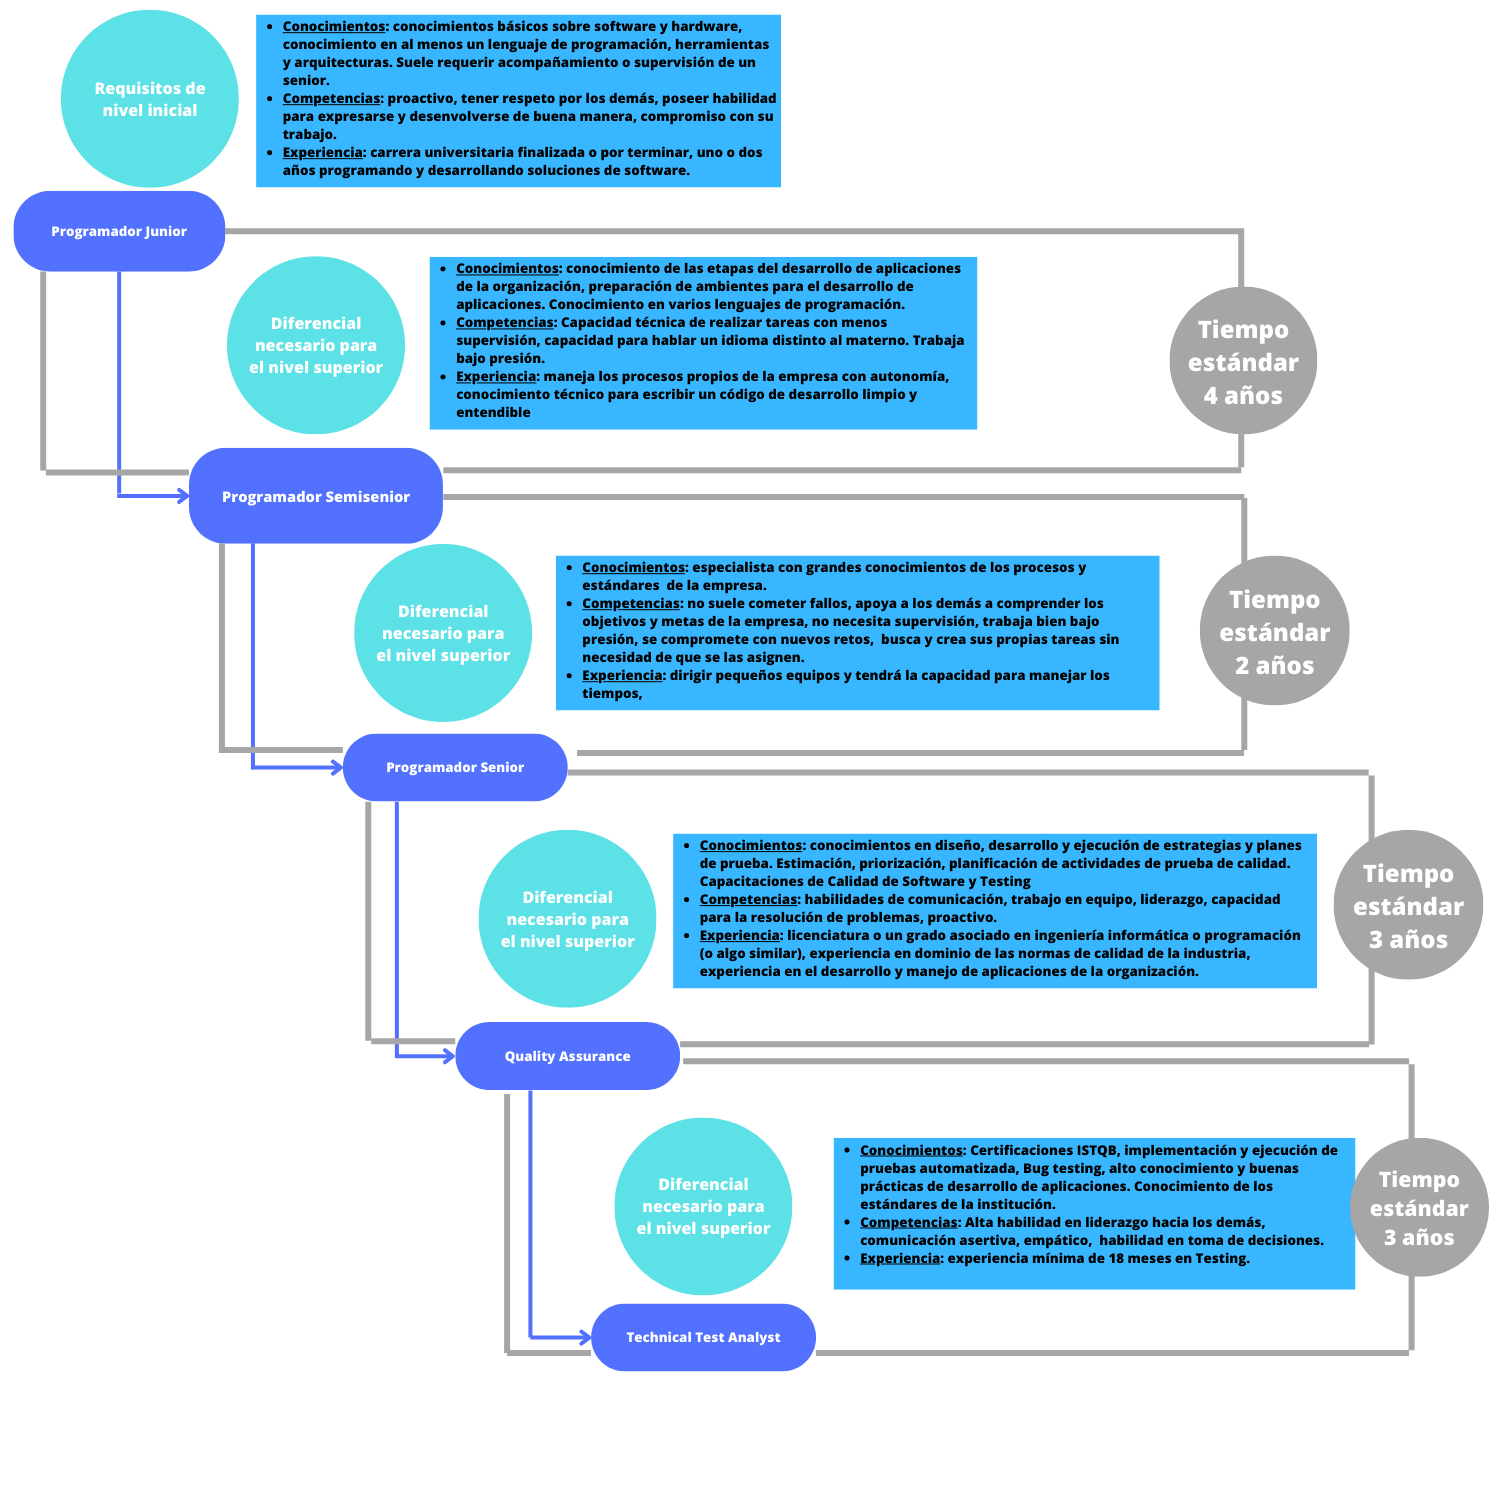 Requisitos de
nivel inicial
• Conocimientos: conocimientos básicos sobre software y hardware,
conocimiento en al menos un lenguaje de programación, herramientas
y arquitecturas. Suele requerir acompañamiento o supervisión de un
senior.
• Competencias: proactivo, tener respeto por los demás, poseer habilidad
para expresarse y desenvolverse de buena manera, compromiso con su
trabajo.
• Experiencia: carrera universitaria finalizada o por terminar, uno o dos
años programando y desarrollando soluciones de software.
Programador Junior
Diferencial
necesario para
el nivel superior
• Conocimientos: conocimiento de las etapas del desarrollo de aplicaciones
de la organización, preparación de ambientes para el desarrollo de
aplicaciones. Conocimiento en varios lenguajes de programación.
• Competencias: Capacidad técnica de realizar tareas con menos
supervisión, capacidad para hablar un idioma distinto al materno. Trabaja
bajo presión.
• Experiencia: maneja los procesos propios de la empresa con autonomía,
conocimiento técnico para escribir un código de desarrollo limpio y
entendible
Tiempo
estándar
4 años
Programador Semisenior
Diferencial
necesario para
el nivel superior
• Conocimientos: especialista con grandes conocimientos de los procesos y
estándares  de la empresa.
• Competencias: no suele cometer fallos, apoya a los demás a comprender los
objetivos y metas de la empresa, no necesita supervisión, trabaja bien bajo
presión, se compromete con nuevos retos,  busca y crea sus propias tareas sin
necesidad de que se las asignen.
• Experiencia: dirigir pequeños equipos y tendrá la capacidad para manejar los
tiempos,
Tiempo
estándar
2 años
Programador Senior
Diferencial
necesario para
el nivel superior
• Conocimientos: conocimientos en diseño, desarrollo y ejecución de estrategias y planes
de prueba. Estimación, priorización, planificación de actividades de prueba de calidad.
Capacitaciones de Calidad de Software y Testing
• Competencias: habilidades de comunicación, trabajo en equipo, liderazgo, capacidad
para la resolución de problemas, proactivo.
• Experiencia: licenciatura o un grado asociado en ingeniería informática o programación
(o algo similar), experiencia en dominio de las normas de calidad de la industria,
experiencia en el desarrollo y manejo de aplicaciones de la organización.
Tiempo
estándar
3 años
Quality Assurance
Diferencial
necesario para
el nivel superior
• Conocimientos: Certificaciones ISTQB, implementación y ejecución de
pruebas automatizada, Bug testing, alto conocimiento y buenas
prácticas de desarrollo de aplicaciones. Conocimiento de los
estándares de la institución.
• Competencias: Alta habilidad en liderazgo hacia los demás,
comunicación asertiva, empático,  habilidad en toma de decisiones.
• Experiencia: experiencia mínima de 18 meses en Testing.
Tiempo
estándar
3 años
Technical Test Analyst